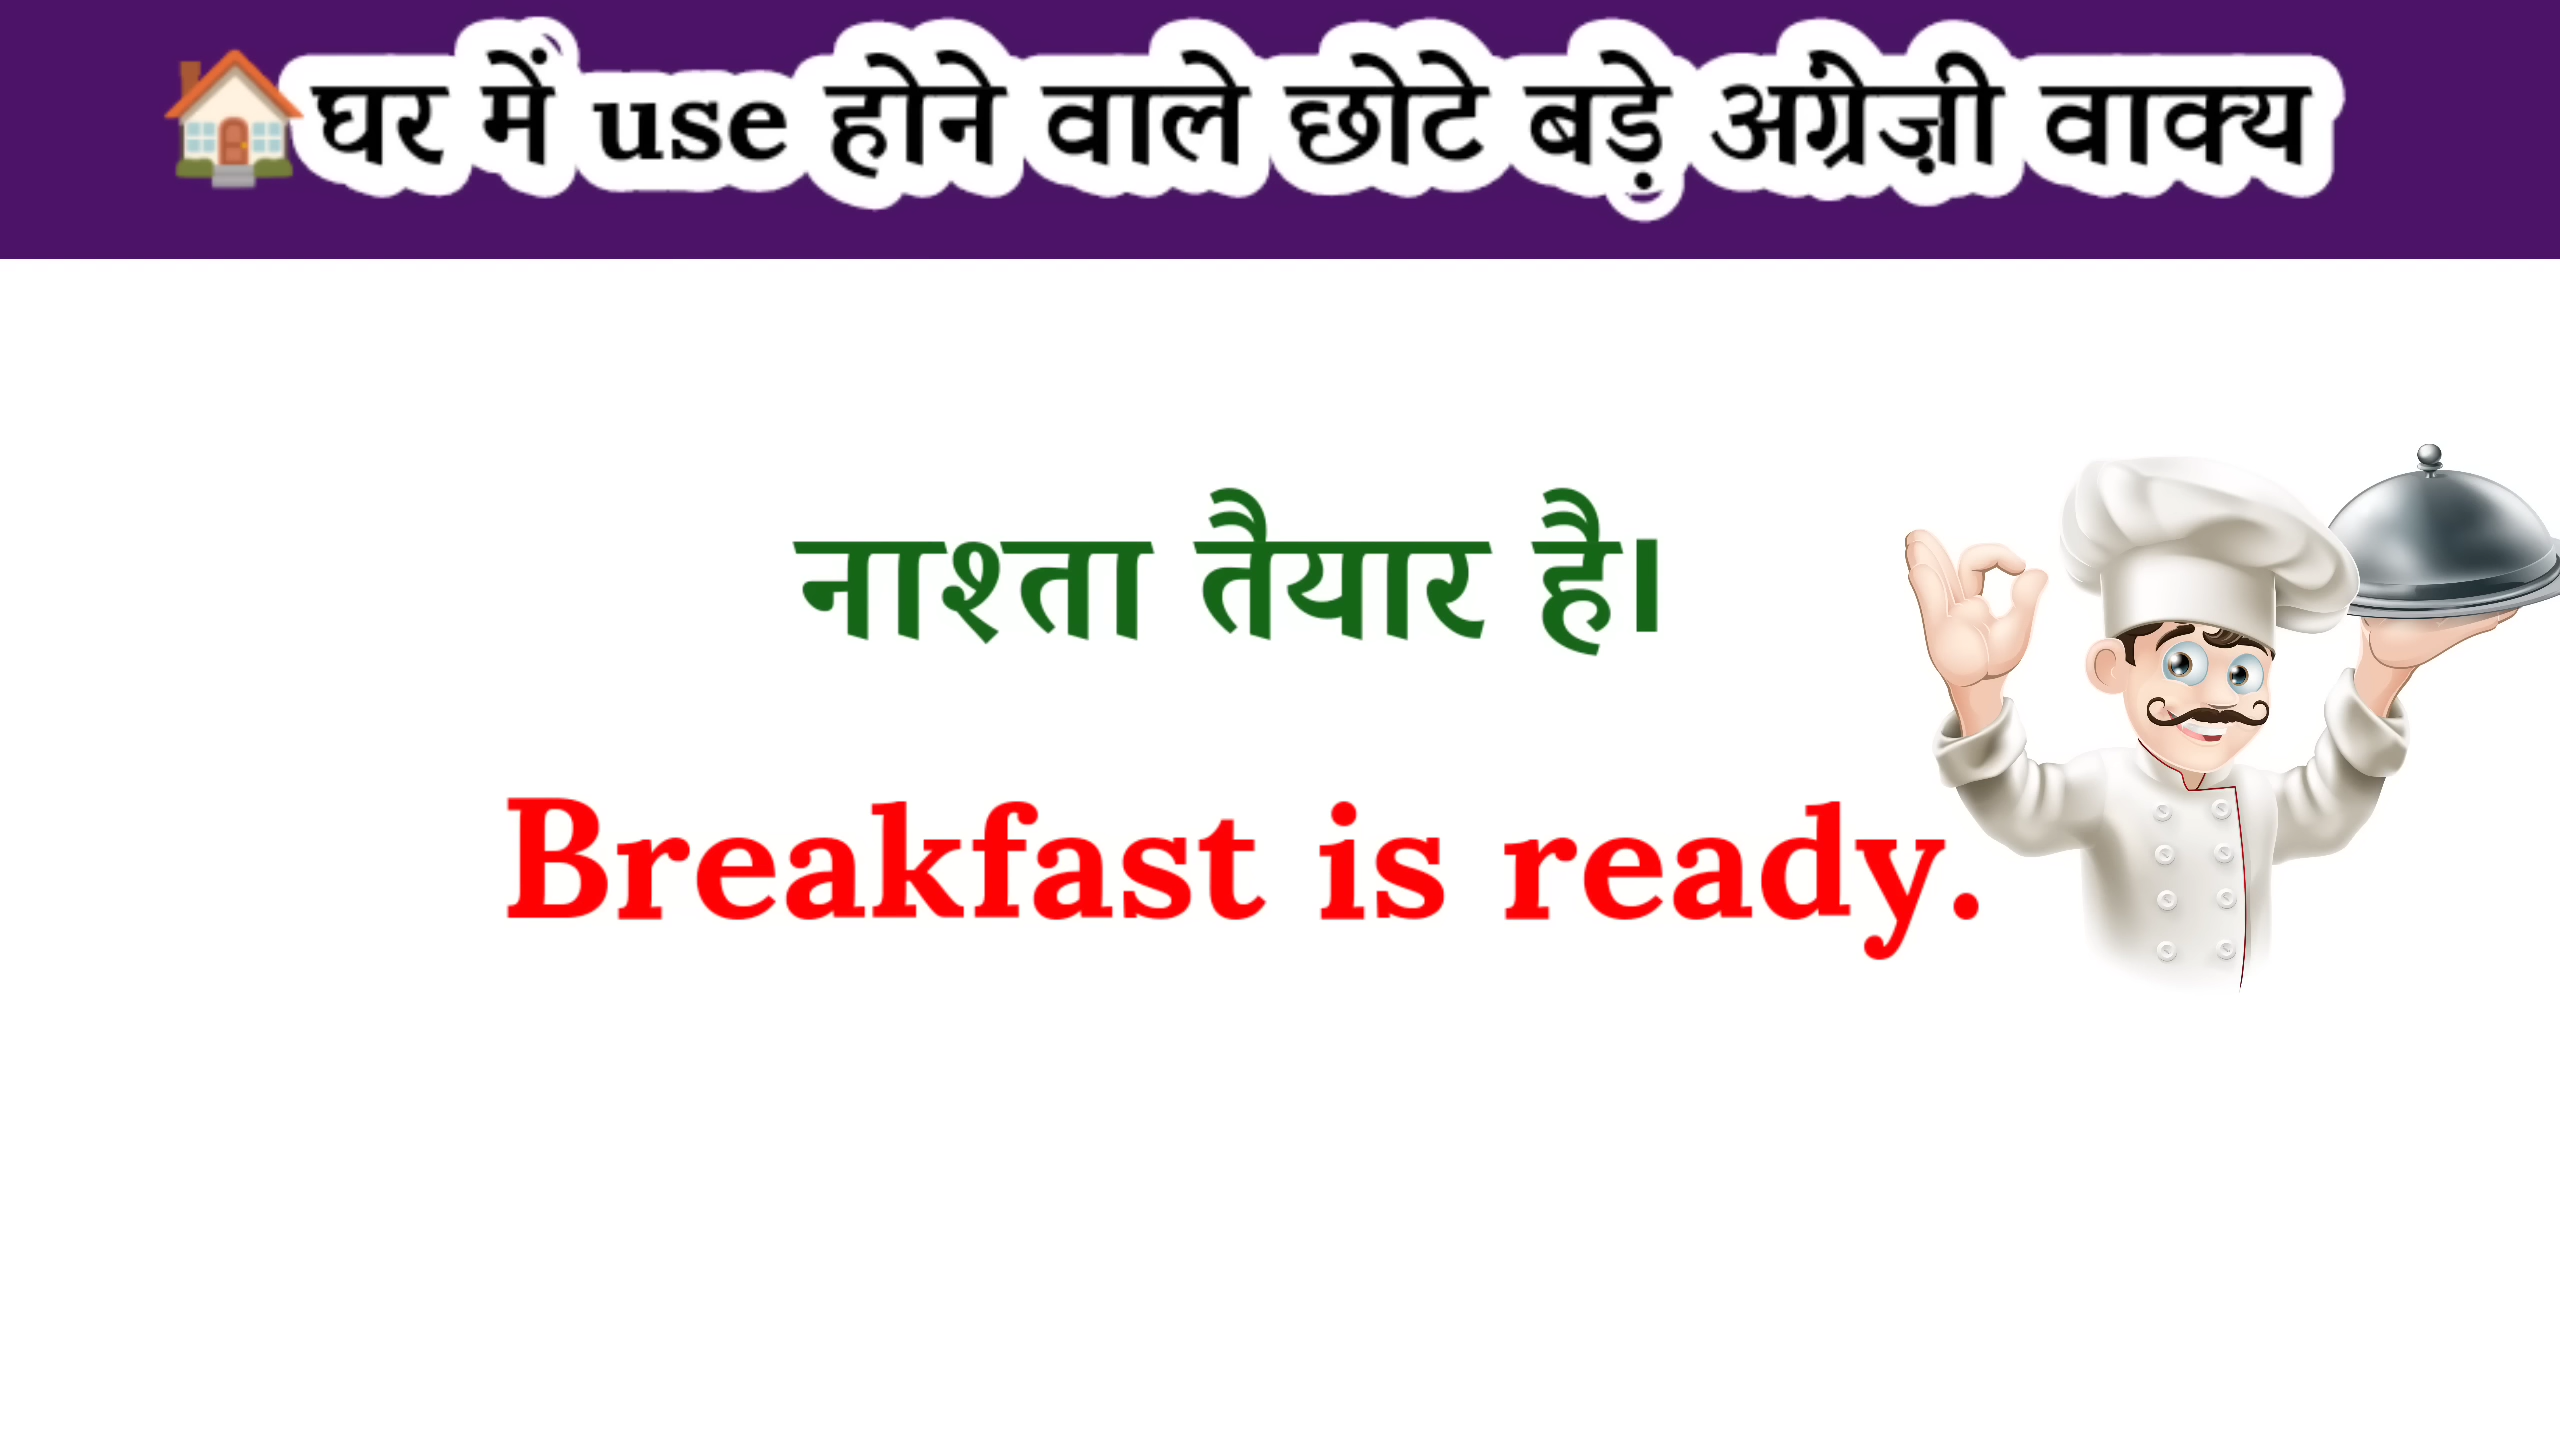 घर में use होने वाले छोटे बड़े अंग्रेज़ी वाक्य
नाश्ता तैयार है।
Breakfast is ready.